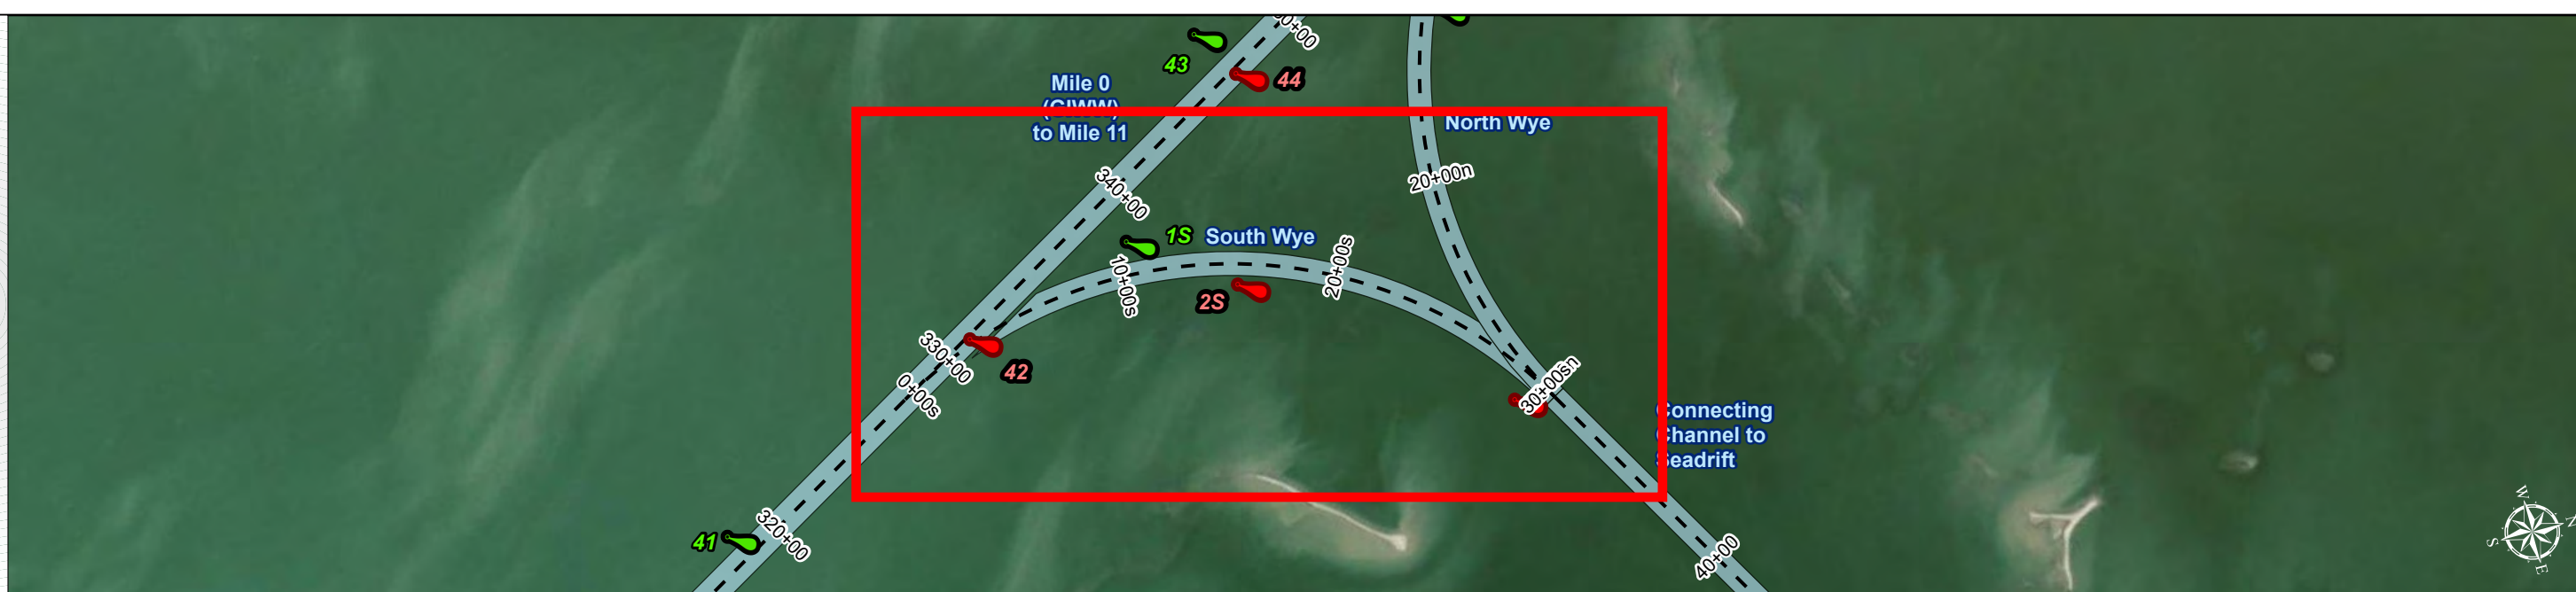 43
44
Mile 0
(GIWW)
to Mile 11
North Wye
20+00n
340+00
1S
South Wye
10+00s
20+00s
2S
330+00
42
0+00s
30+00sn
Connecting
Channel to
Seadrift
41
320+00
40+00
W
N
S
E